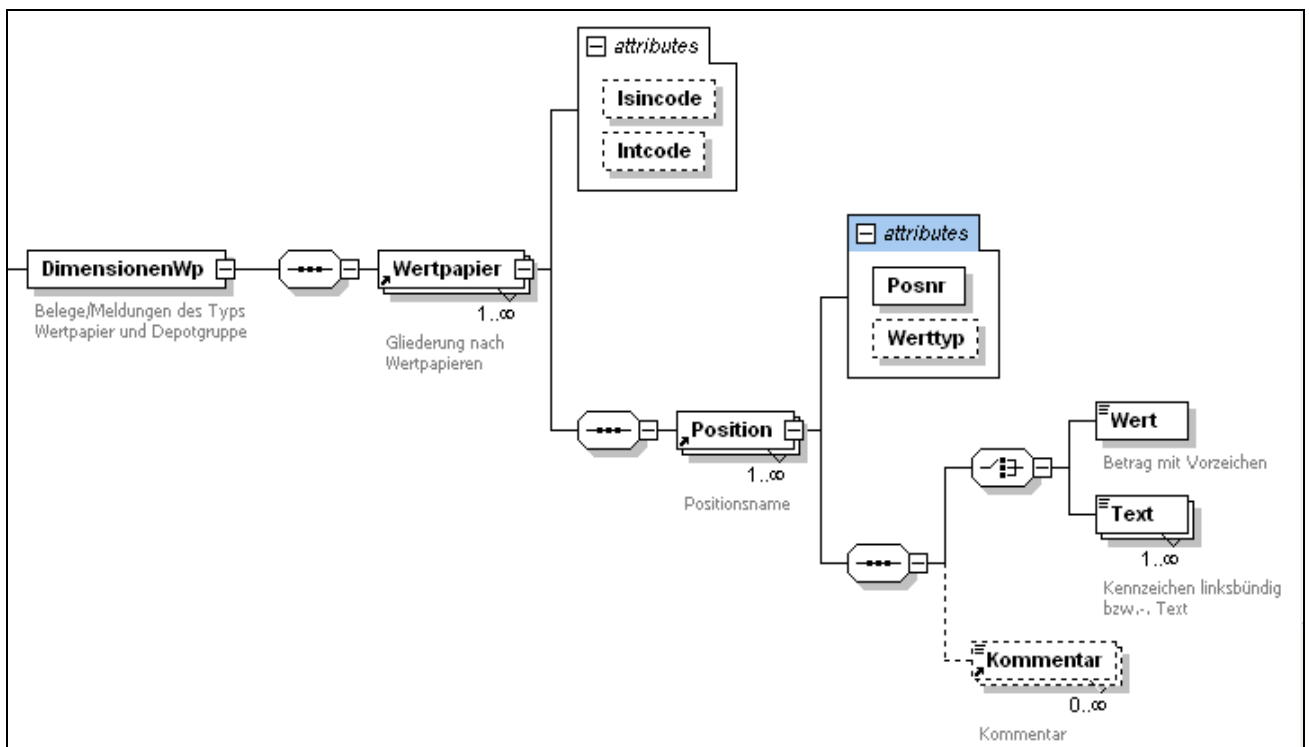 attributes
Isincode
Intcode
DimensionenWp
Belege/Meldungen des Typs
Wertpapier und Depotgruppe
Wertpapier
1..∞
Gliederung nach
Wertpapieren
attributes
Posnr
Werttyp
Position
1..∞
Positionsname
Wert
Betrag mit Vorzeichen
Text
1..∞
Kennzeichen linksbündig
bzw.-. Text
Kommentar
0..∞
Kommentar